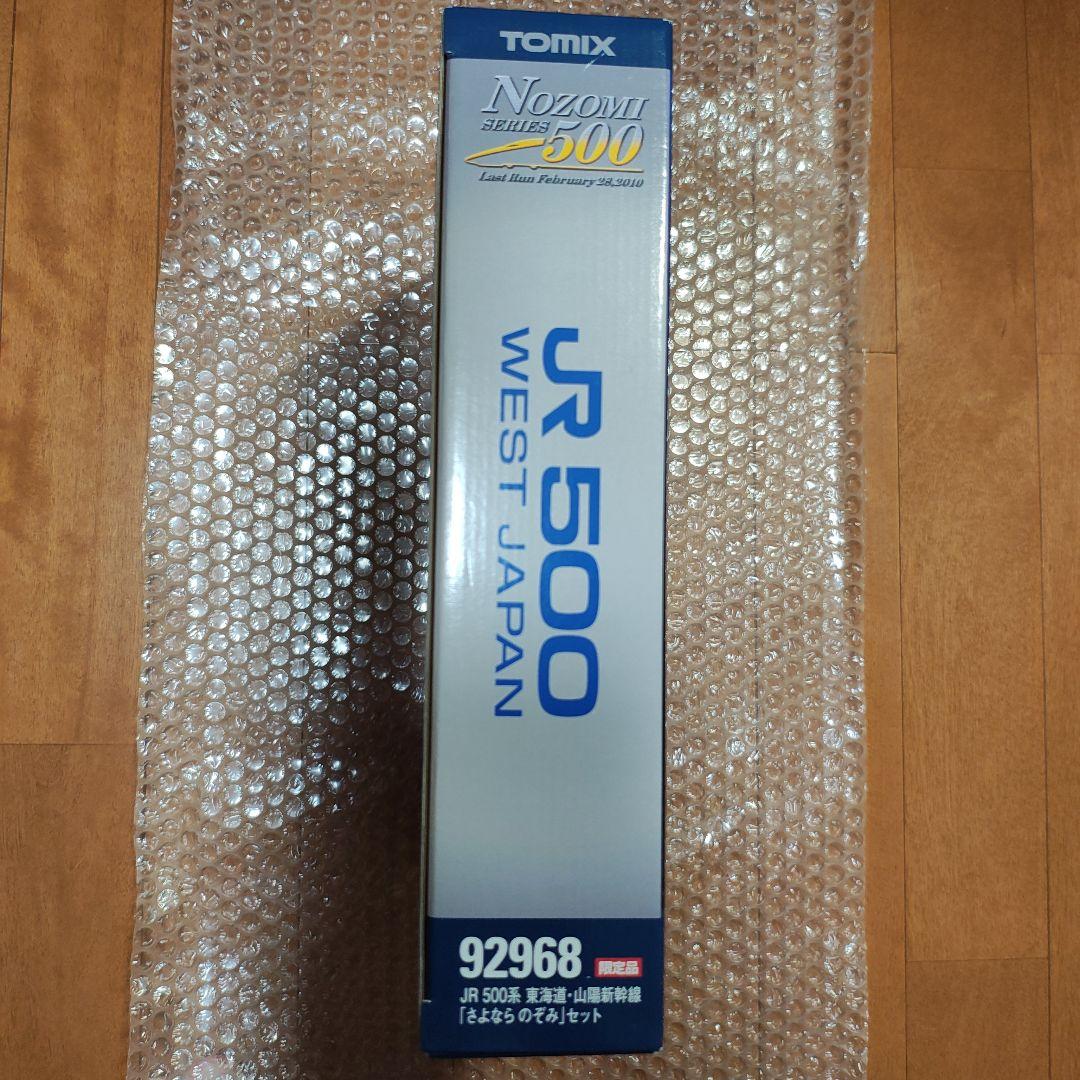 TOMIX
NOZOMI
SERIES 500
Last Run February 28, 2010
JR 500
WEST JAPAN
92968 限定品
JR 500系 東海道・山陽新幹線
「さよなら のぞみ」セット